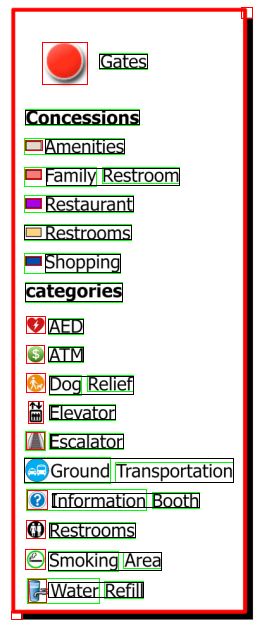 Gates
Concessions
Amenities
Family Restroom
Restaurant
Restrooms
Shopping
categories
AED
$ ATM
Dog Relief
Elevator
Escalator
Ground Transportation
? Information Booth
Restrooms
Smoking Area
Water Refill